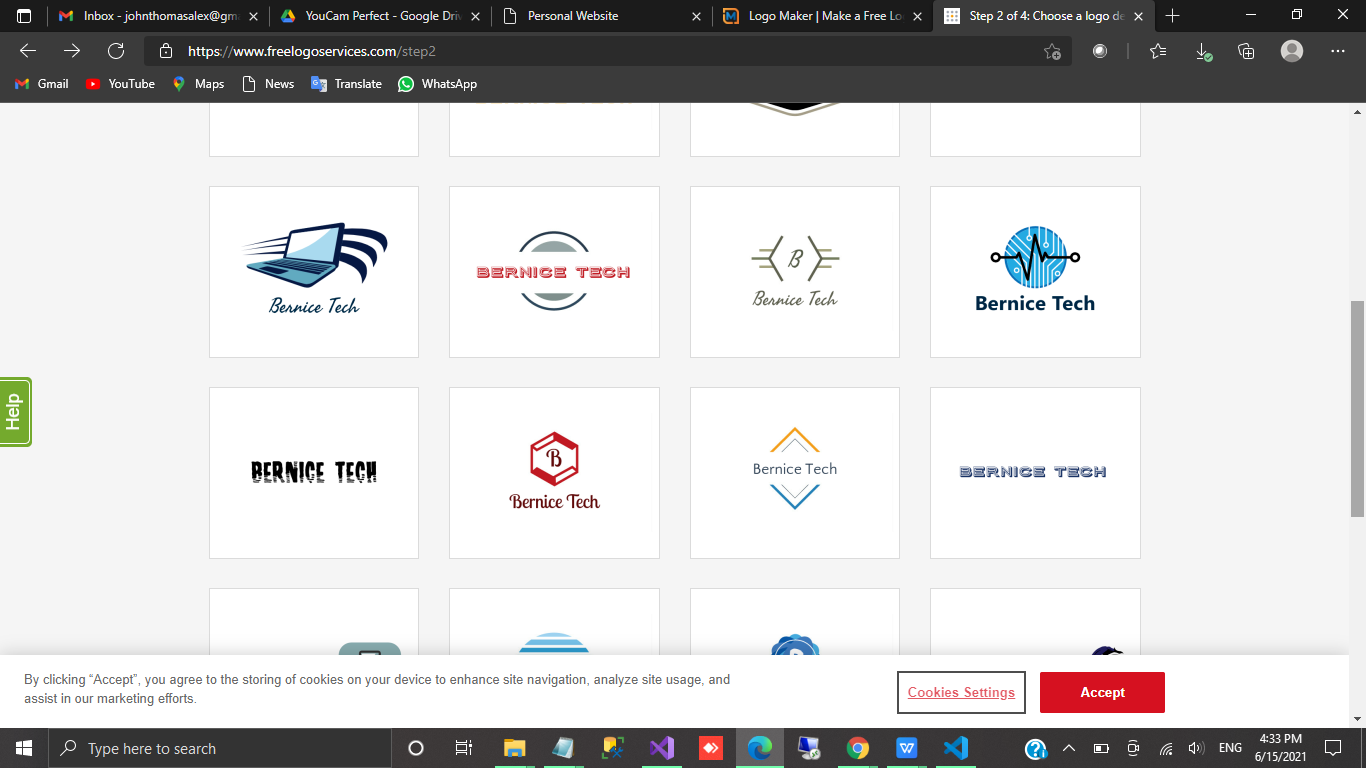 Inbox - johnthomasalex@gm
YouCam Perfect - Google Driv
Personal Website
Logo Maker | Make a Free Lo
Step 2 of 4: Choose a logo de
https://www.freelogoservices.com/step2
Gmail
YouTube
Maps
News
Translate
WhatsApp
Bernice Tech
BERNICE TECH
B
Bernice Tech
Bernice Tech
Help
BERNICE TECH
B
Bernice Tech
Bernice Tech
BERNICE TECH
By clicking “Accept”, you agree to the storing of cookies on your device to enhance site navigation, analyze site usage, and
assist in our marketing efforts.
Cookies Settings
Accept
Type here to search
ENG
4:33 PM
6/15/2021